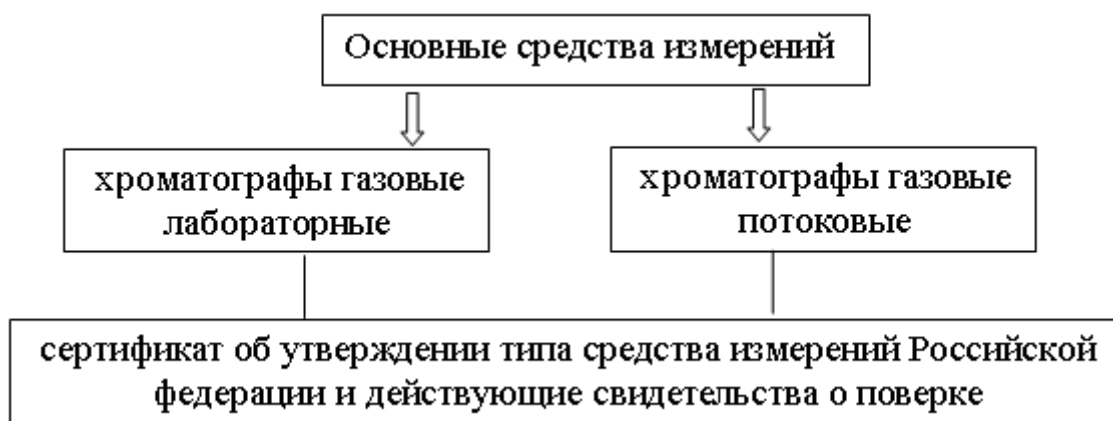 Основные средства измерений
хроматографы газовые
лабораторные
хроматографы газовые
потоковые
сертификат об утверждении типа средства измерений Российской
федерации и действующие свидетельства о поверке